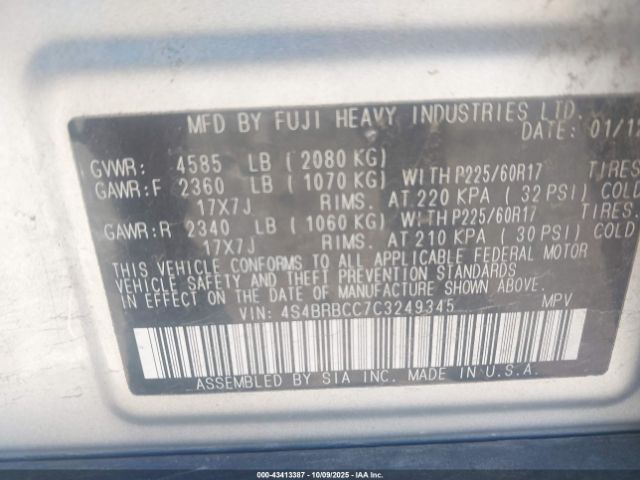 MFD BY FUJI HEAVY INDUSTRIES LTD.
DATE: 01/1
GVWR: 4585 LB ( 2080 KG)
GAWR:F 2360 LB ( 1070 KG) WITH P225/60R17 TIRES
17X7J RIMS. AT 220 KPA ( 32 PSI) COLD
GAWR:R 2340 LB ( 1060 KG) WITH P225/60R17 TIRES
17X7J RIMS. AT 210 KPA ( 30 PSI) COLD
THIS VEHICLE CONFORMS TO ALL APPLICABLE FEDERAL MOTOR
VEHICLE SAFETY AND THEFT PREVENTION STANDARDS
IN EFFECT ON THE DATE OF MANUFACTURE SHOWN ABOVE.
VIN: 4S4BRBCC7C3249345 MPV
ASSEMBLED BY SIA INC. MADE IN U.S.A.
000-43413387 - 10/09/2025 - IAA Inc.